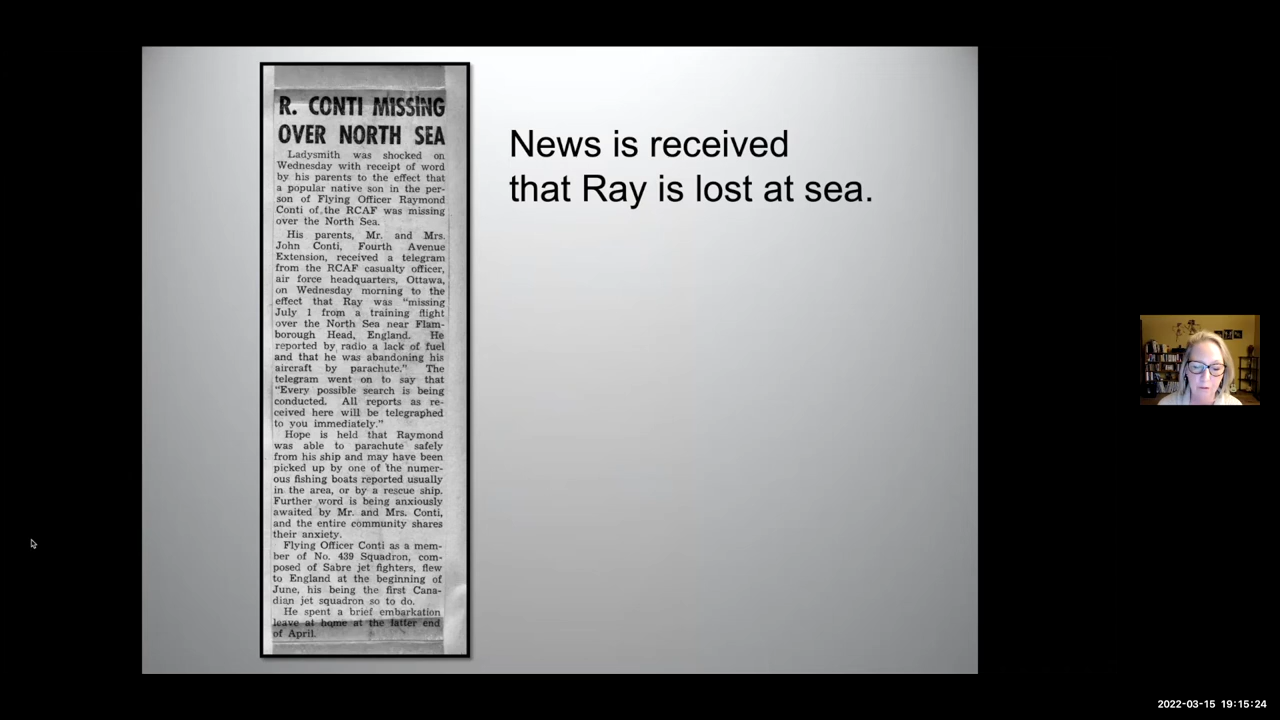 R. CONTI MISSING
OVER NORTH SEA
Ladysmith was shocked on
Wednesday with receipt of word
by his parents to the effect that
a popular native son in the per-
son of Flying Officer Raymond
Conti of the RCAF was missing
over the North Sea.
His parents, Mr. and Mrs.
John Conti, Fourth Avenue
Extension, received a telegram
from the RCAF casualty officer,
air force headquarters, Ottawa,
on Wednesday morning to the
effect that Ray was "missing
July 1 from a training flight
over the North Sea near Flam-
borough Head, England. He
reported by radio a lack of fuel
and that he was abandoning his
aircraft by parachute." The
telegram went on to say that
"Every possible search is being
conducted. All reports as re-
ceived here will be telegraphed
to you immediately."
Hope is held that Raymond
was able to parachute safely
from his ship and may have been
picked up by one of the numer-
ous fishing boats reported usually
in the area, or by a rescue ship.
Further word is being anxiously
awaited by Mr. and Mrs. Conti,
and the entire community shares
their anxiety.
Flying Officer Conti as a mem-
ber of No. 439 Squadron, com-
posed of Sabre jet fighters, flew
to England at the beginning of
June, his being the first Cana-
dian jet squadron so to do.
He spent a brief embarkation
leave at home at the latter end
of April.
News is received
that Ray is lost at sea.
2022-03-15 19:15:24